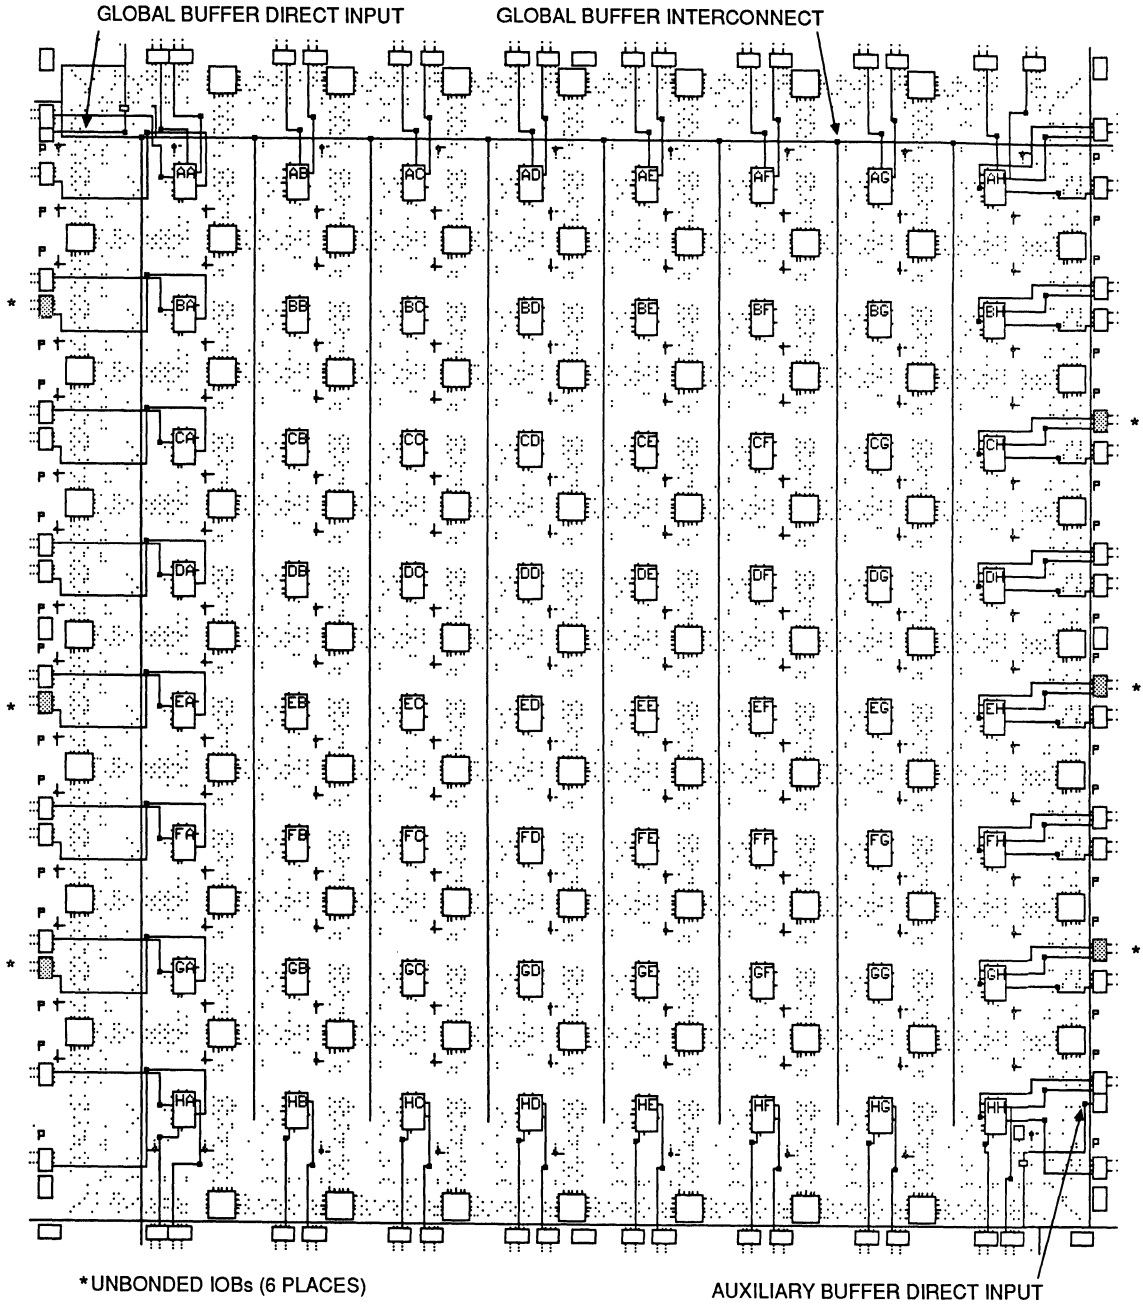 GLOBAL BUFFER DIRECT INPUT GLOBAL BUFFER INTERCONNECT
P P
AA AB AC AD AE AF AG AH
P P
P P
* BA BB BC BD BE BF BG BH
P P
P P
CA CB CC CD CE CF CG CH *
P P
P P
DA DB DC DD DE DF DG DH
P P
P P
* EA EB EC ED EE EF EG EH *
P P
P P
FA FB FC FD FE FF FG FH
P P
P P
* GA GB GC GD GE GF GG GH *
P P
P P
HA HB HC HD HE HF HG HH
P P
*UNBONDED IOBs (6 PLACES) AUXILIARY BUFFER DIRECT INPUT